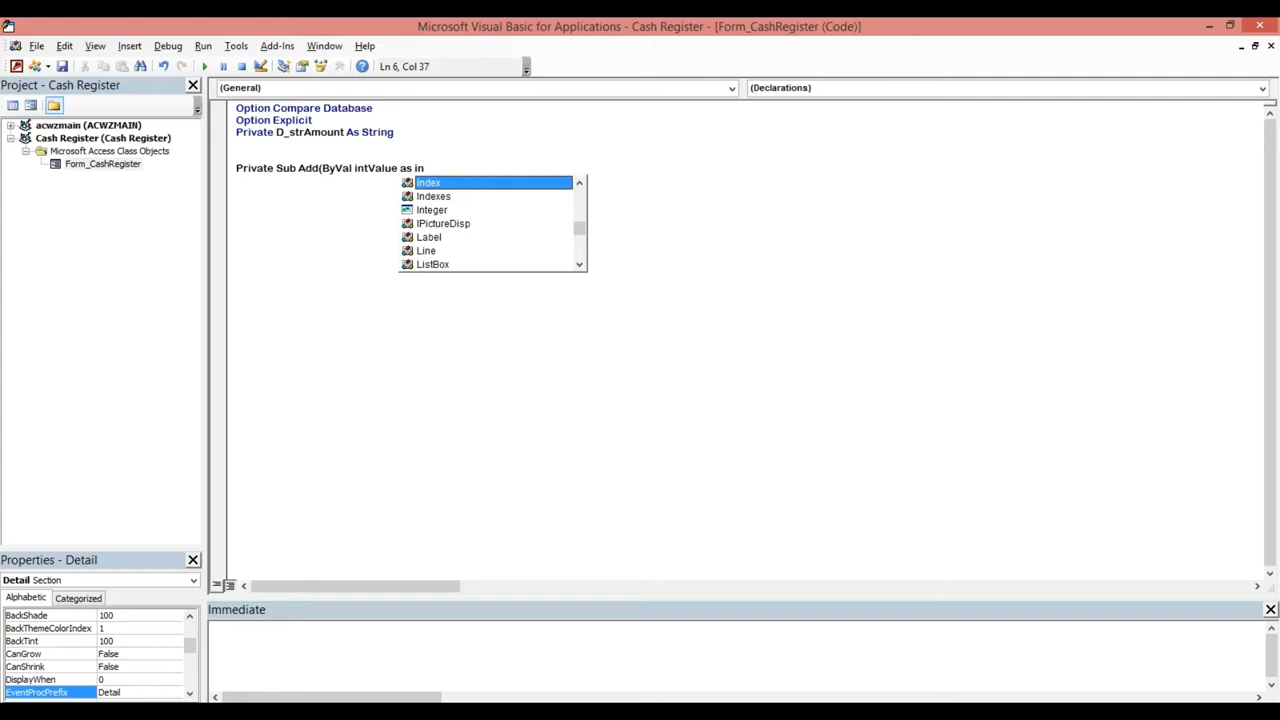 Microsoft Visual Basic for Applications - Cash Register - [Form_CashRegister (Code)]
File Edit View Insert Debug Run Tools Add-Ins Window Help
Ln 6, Col 37
Project - Cash Register
(General)
(Declarations)
acwzmain (ACWZMAIN)
Cash Register (Cash Register)
Microsoft Access Class Objects
Form_CashRegister
Option Compare Database
Option Explicit
Private D_strAmount As String
Private Sub Add(ByVal intValue as in
Index
Indexes
Integer
IPictureDisp
Label
Line
ListBox
Properties - Detail
Detail Section
Alphabetic Categorized
BackShade 100
BackThemeColorIndex 1
BackTint 100
CanGrow False
CanShrink False
DisplayWhen 0
EventProcPrefix Detail
Immediate